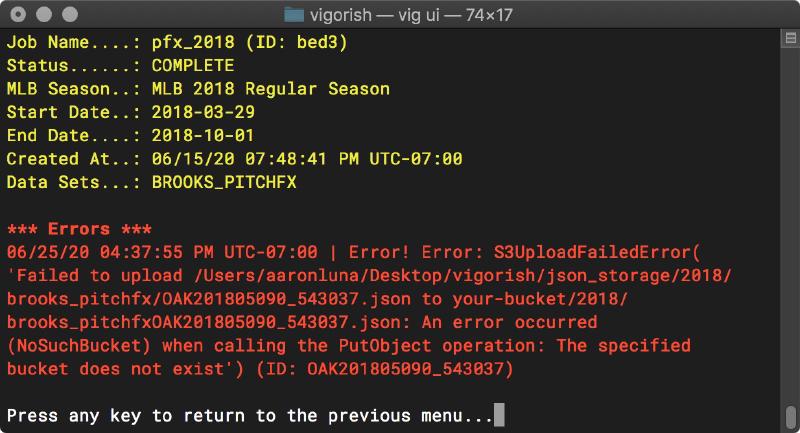 vigorish — vig ui — 74×17
Job Name....: pfx_2018 (ID: bed3)
Status......: COMPLETE
MLB Season..: MLB 2018 Regular Season
Start Date..: 2018-03-29
End Date....: 2018-10-01
Created At..: 06/15/20 07:48:41 PM UTC-07:00
Data Sets...: BROOKS_PITCHFX
*** Errors ***
06/25/20 04:37:55 PM UTC-07:00 | Error! Error: S3UploadFailedError(
'Failed to upload /Users/aaronluna/Desktop/vigorish/json_storage/2018/
brooks_pitchfx/OAK201805090_543037.json to your-bucket/2018/
brooks_pitchfxOAK201805090_543037.json: An error occurred
(NoSuchBucket) when calling the PutObject operation: The specified
bucket does not exist') (ID: OAK201805090_543037)
Press any key to return to the previous menu...